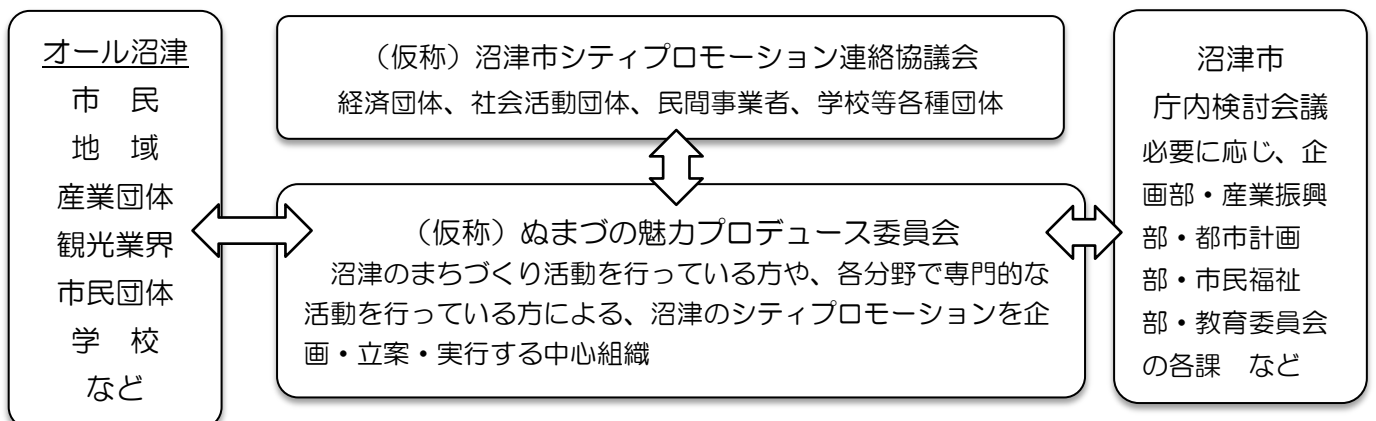 オール沼津
市　民
地　域
産業団体
観光業界
市民団体
学　校
など
（仮称）沼津市シティプロモーション連絡協議会
経済団体、社会活動団体、民間事業者、学校等各種団体
（仮称）ぬまづの魅力プロデュース委員会
　沼津のまちづくり活動を行っている方や、各分野で専門的な
活動を行っている方による、沼津のシティプロモーションを企
画・立案・実行する中心組織
沼津市
庁内検討会議
必要に応じ、企
画部・産業振興
部・都市計画
部・市民福祉
部・教育委員会
の各課　など